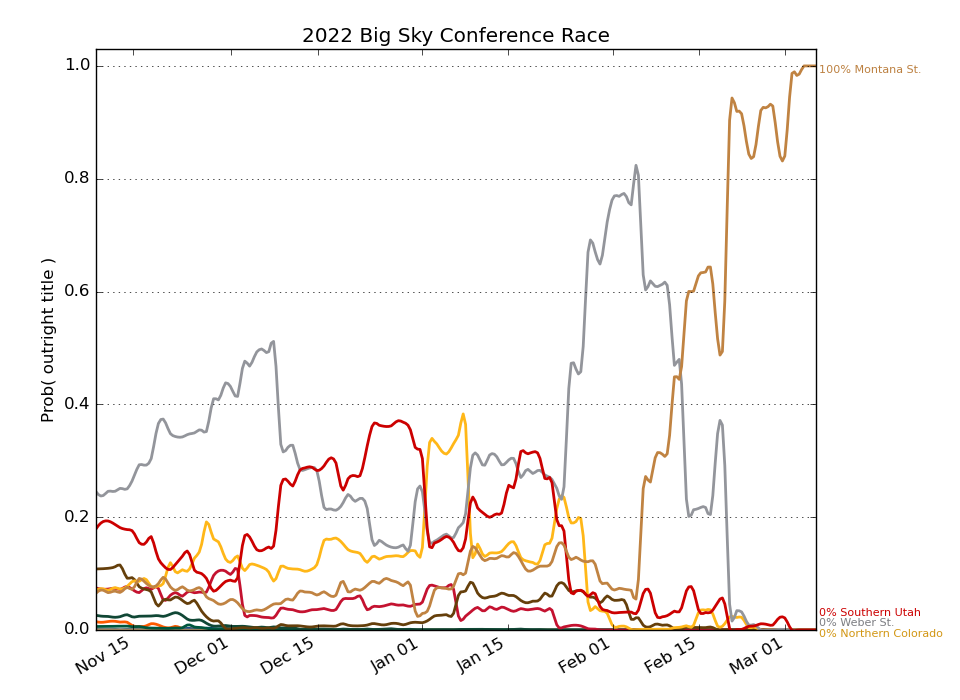 2022 Big Sky Conference Race
Prob( outright title )
1.0
0.8
0.6
0.4
0.2
0.0
100% Montana St.
0% Southern Utah
0% Weber St.
0% Northern Colorado
Nov 15
Dec 01
Dec 15
Jan 01
Jan 15
Feb 01
Feb 15
Mar 01